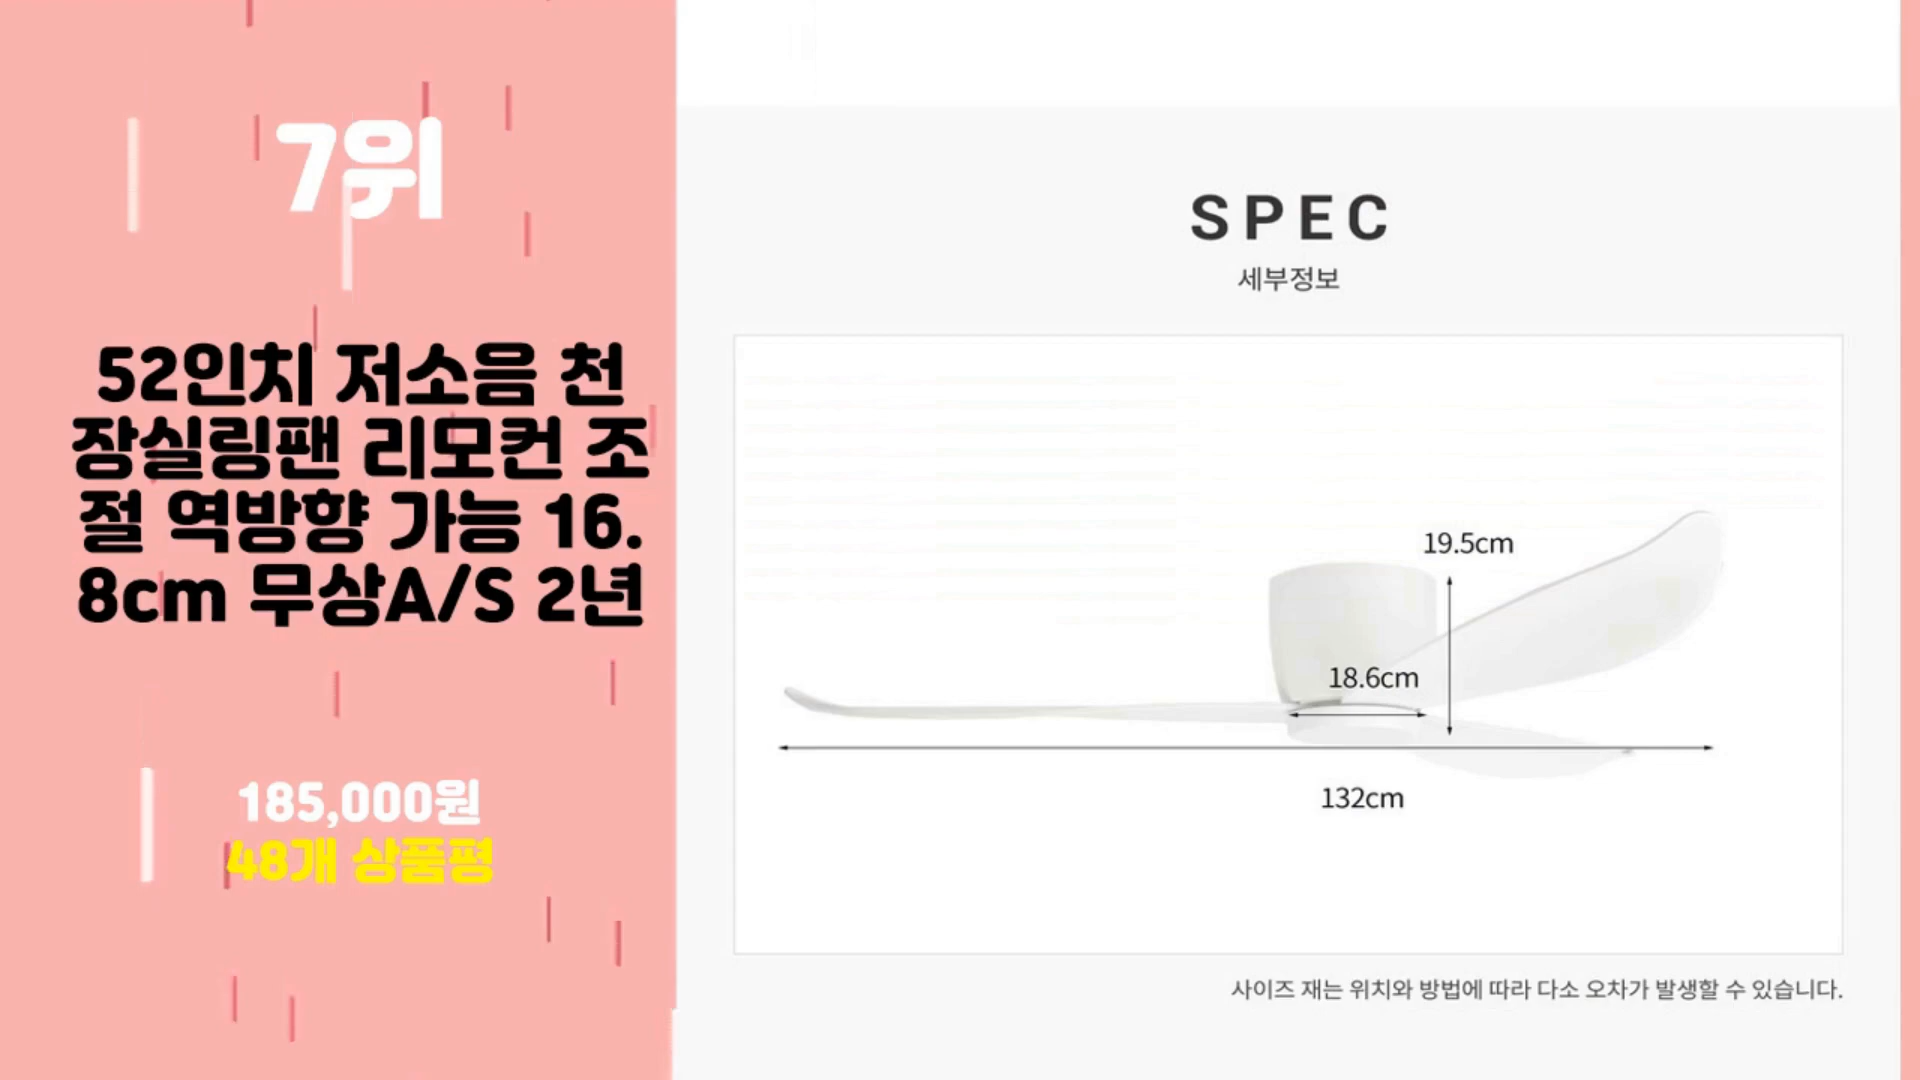 7위
52인치 저소음 천
장실링팬 리모컨 조
절 역방향 가능 16.
8cm 무상A/S 2년
185,000원
48개 상품평
SPEC
세부정보
19.5cm
18.6cm
132cm
사이즈 재는 위치와 방법에 따라 다소 오차가 발생할 수 있습니다.